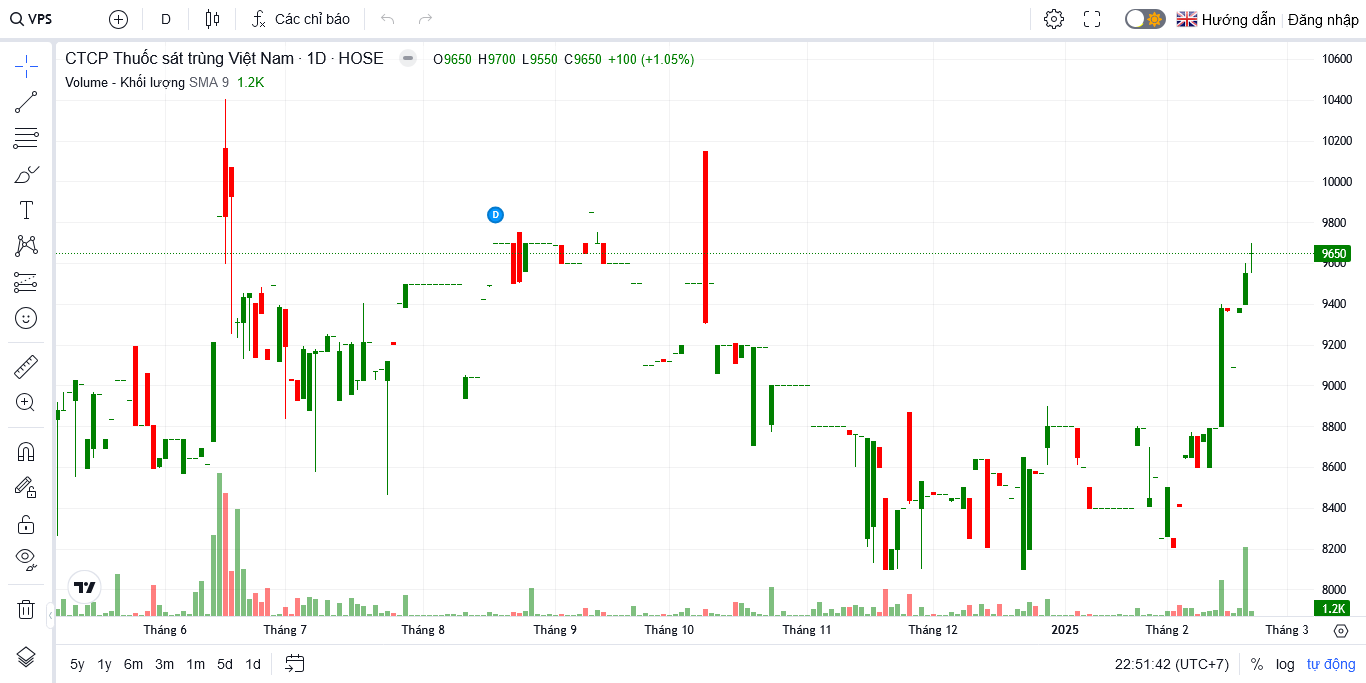 VPS D Các chỉ báo Hướng dẫn Đăng nhập
CTCP Thuốc sát trùng Việt Nam · 1D · HOSE O9650 H9700 L9550 C9650 +100 (+1.05%)
Volume - Khối lượng SMA 9 1.2K
10600
10400
10200
10000
9800
9650
9600
9400
9200
9000
8800
8600
8400
8200
8000
1.2K
D
Tháng 6 Tháng 7 Tháng 8 Tháng 9 Tháng 10 Tháng 11 Tháng 12 2025 Tháng 2 Tháng 3
5y 1y 6m 3m 1m 5d 1d 22:51:42 (UTC+7) % log tự động